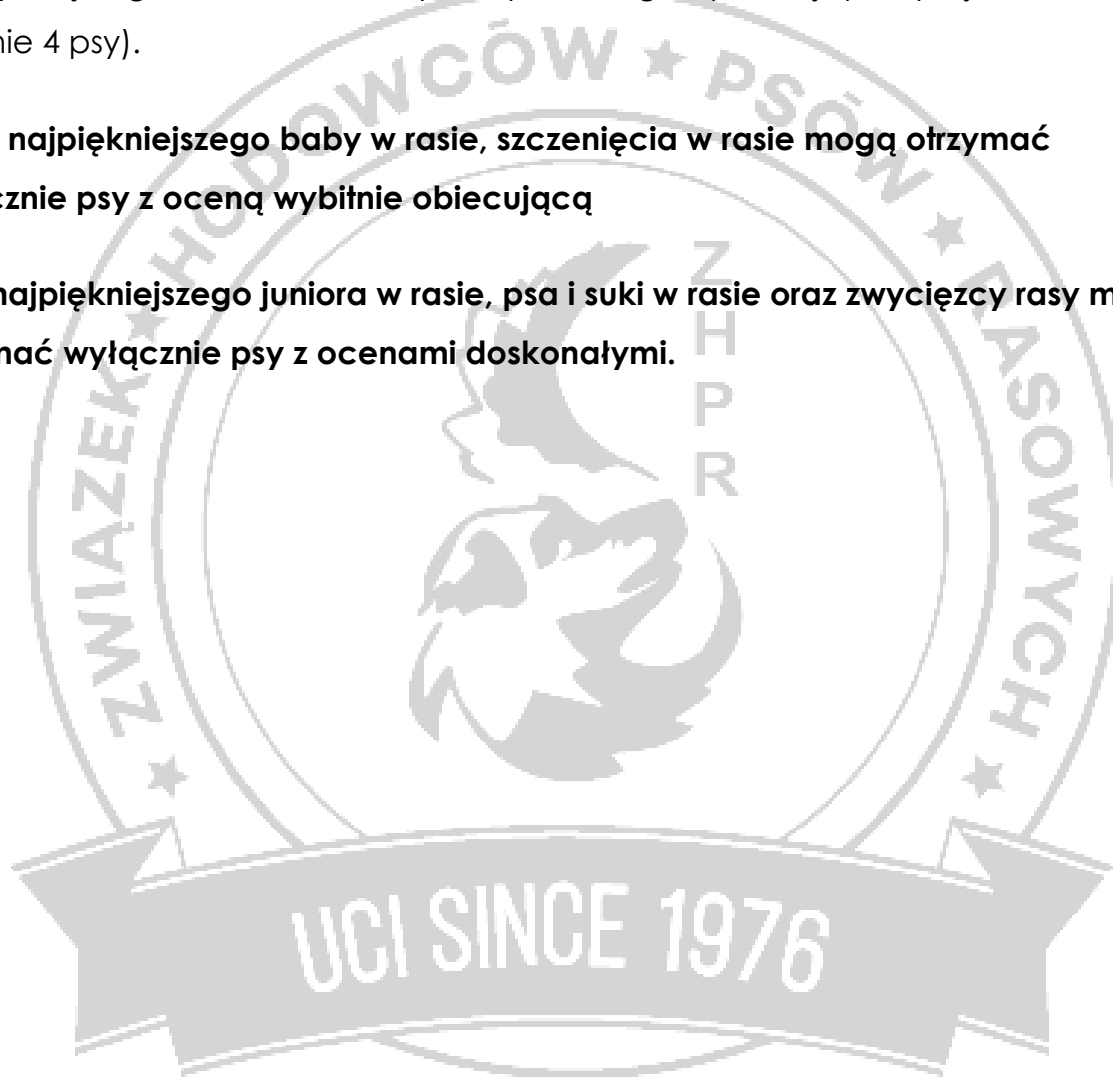 nie 4 psy).
najpiękniejszego baby w rasie, szczenięcia w rasie mogą otrzymać
cznie psy z oceną wybitnie obiecującą
najpiękniejszego juniora w rasie, psa i suki w rasie oraz zwycięzcy rasy m
mać wyłącznie psy z ocenami doskonałymi.
ZWIĄZEK ★ HODOWCÓW ★ PSÓW ★ RASOWYCH
Z
H
P
R
UCI SINCE 1976